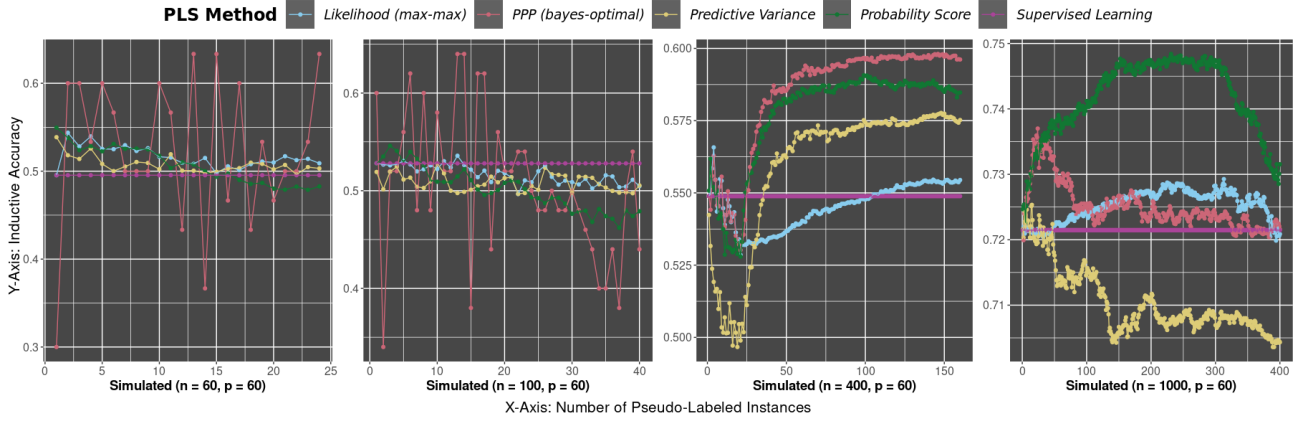 PLS Method Likelihood (max-max) PPP (bayes-optimal) Predictive Variance Probability Score Supervised Learning
Y-Axis: Inductive Accuracy
0.6
0.5
0.4
0.3
0 5 10 15 20 25
Simulated (n = 60, p = 60)
0.6
0.5
0.4
0 10 20 30 40
Simulated (n = 100, p = 60)
0.600
0.575
0.550
0.525
0.500
0 50 100 150
Simulated (n = 400, p = 60)
0.75
0.74
0.73
0.72
0.71
0 100 200 300 400
Simulated (n = 1000, p = 60)
X-Axis: Number of Pseudo-Labeled Instances